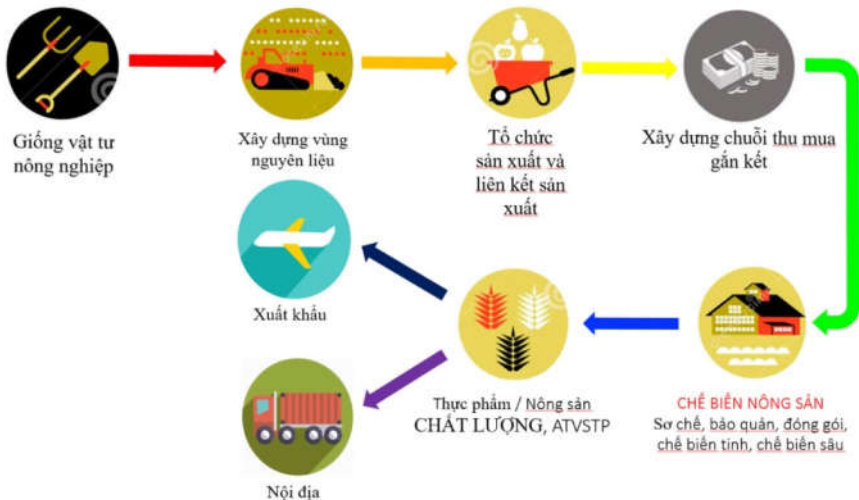 Giống vật tư
nông nghiệp
Xây dựng vùng
nguyên liệu
Tổ chức
sản xuất và
liên kết sản
xuất
Xây dựng chuỗi thu mua
gắn kết
CHẾ BIẾN NÔNG SẢN
Sơ chế, bảo quản, đóng gói,
chế biến tinh, chế biến sâu
Thực phẩm / Nông sản
CHẤT LƯỢNG, ATVSTP
Xuất khẩu
Nội địa